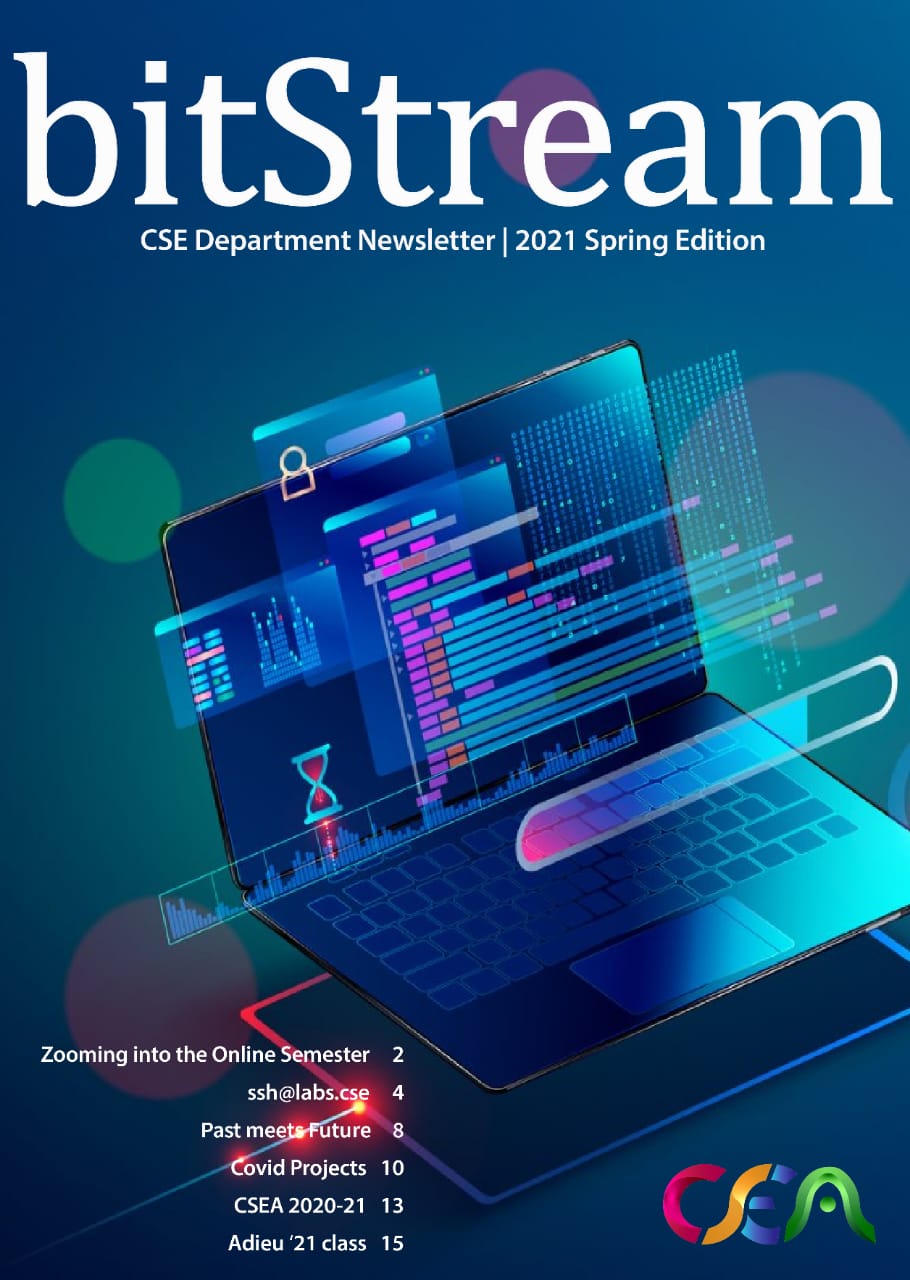 bitStream
CSE Department Newsletter | 2021 Spring Edition
Zooming into the Online Semester 2
ssh@labs.cse 4
Past meets Future 8
Covid Projects 10
CSEA 2020-21 13
Adieu ‘21 class 15
CSEA